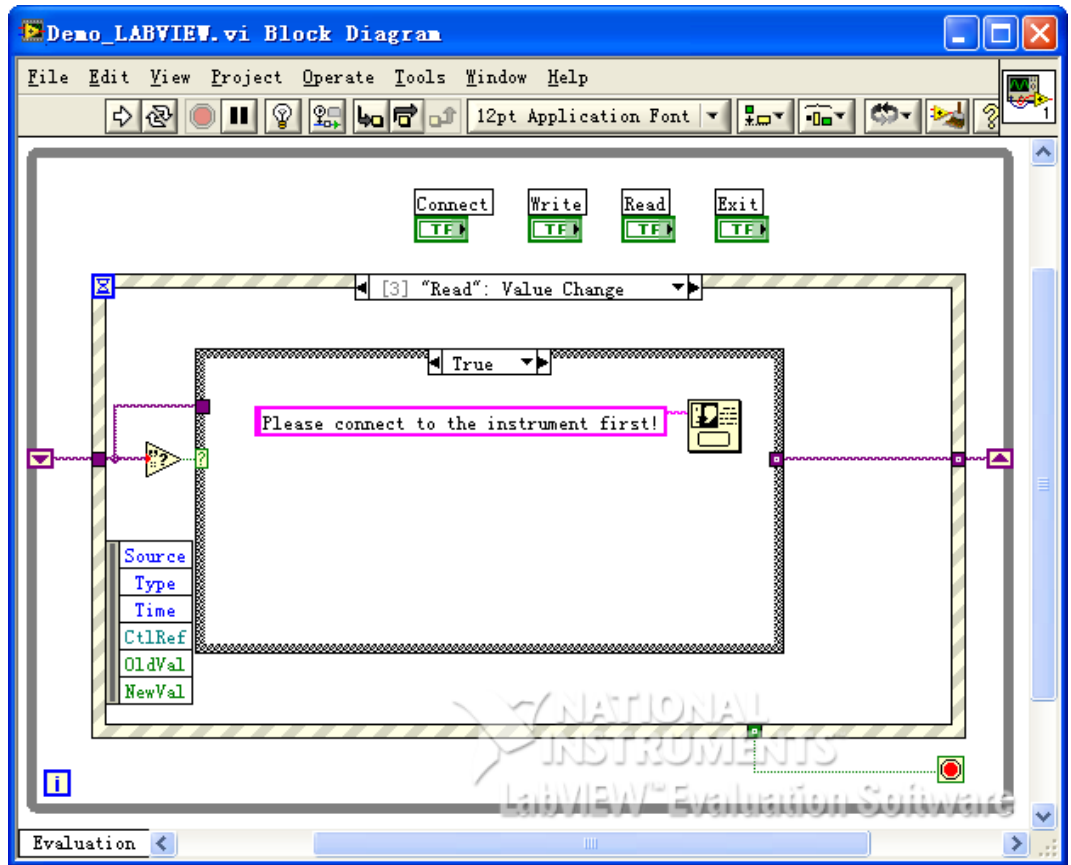 Demo_LABVIEW.vi Block Diagram
File Edit View Project Operate Tools Window Help
12pt Application Font
1
Connect Write Read Exit
TF TF TF TF
[3] "Read": Value Change
True
Please connect to the instrument first!
"?
?
Source
Type
Time
CtlRef
OldVal
NewVal
NATIONAL
INSTRUMENTS
LabVIEW™ Evaluation Software
i
Evaluation